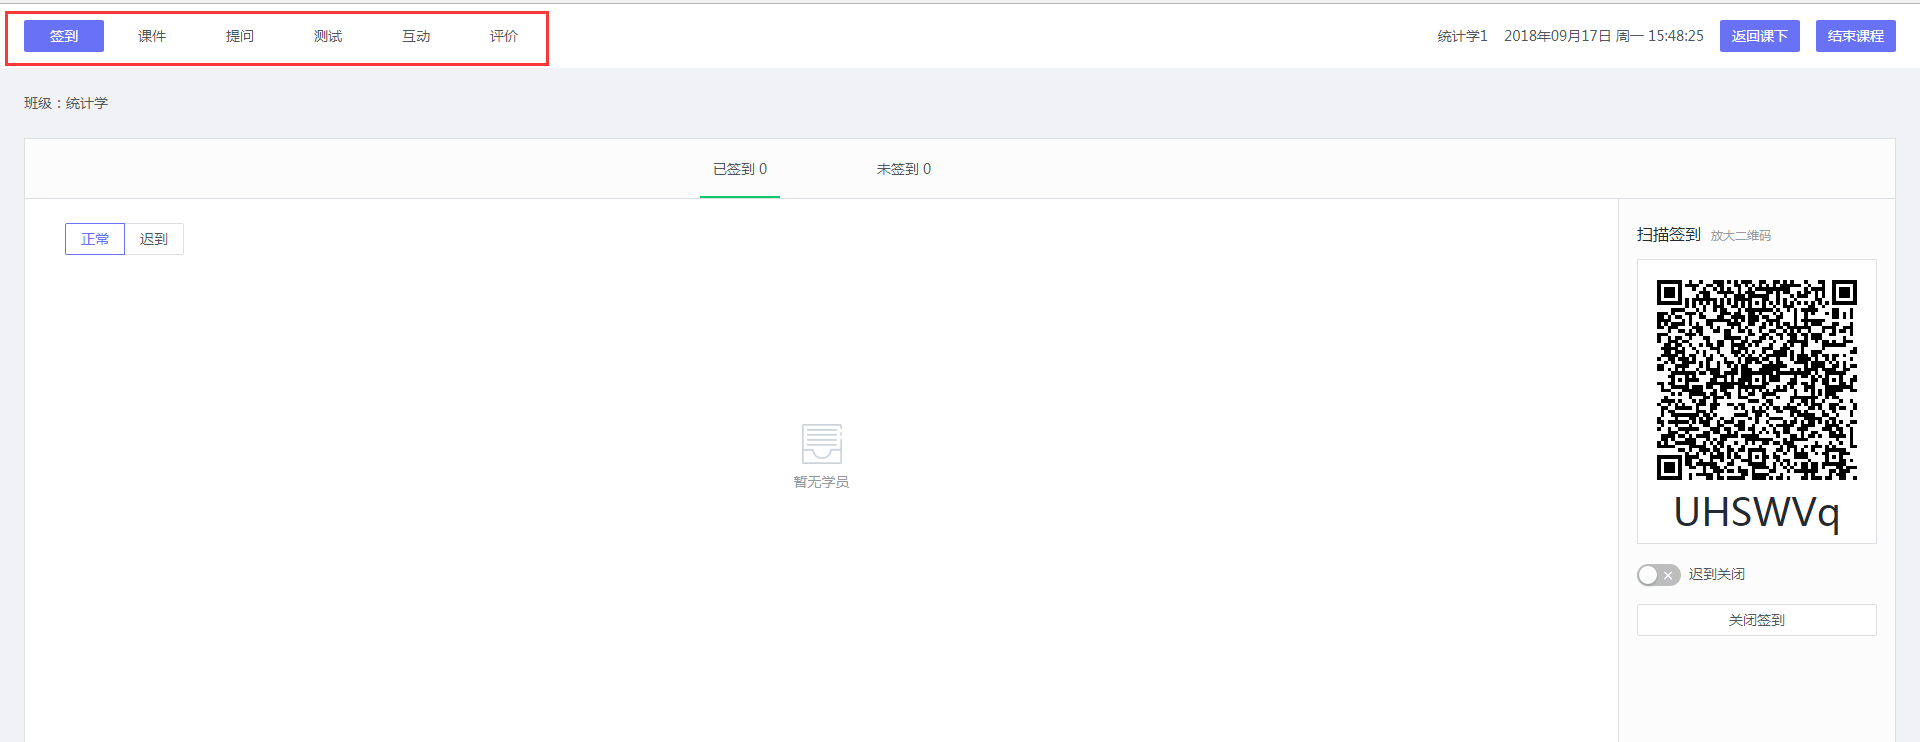 签到 课件 提问 测试 互动 评价 统计学1 2018年09月17日 周一 15:48:25 返回课下 结束课程
班级：统计学
已签到 0 未签到 0
正常 迟到
扫描签到 放大二维码
暂无学员
UHSWVq
迟到关闭
关闭签到